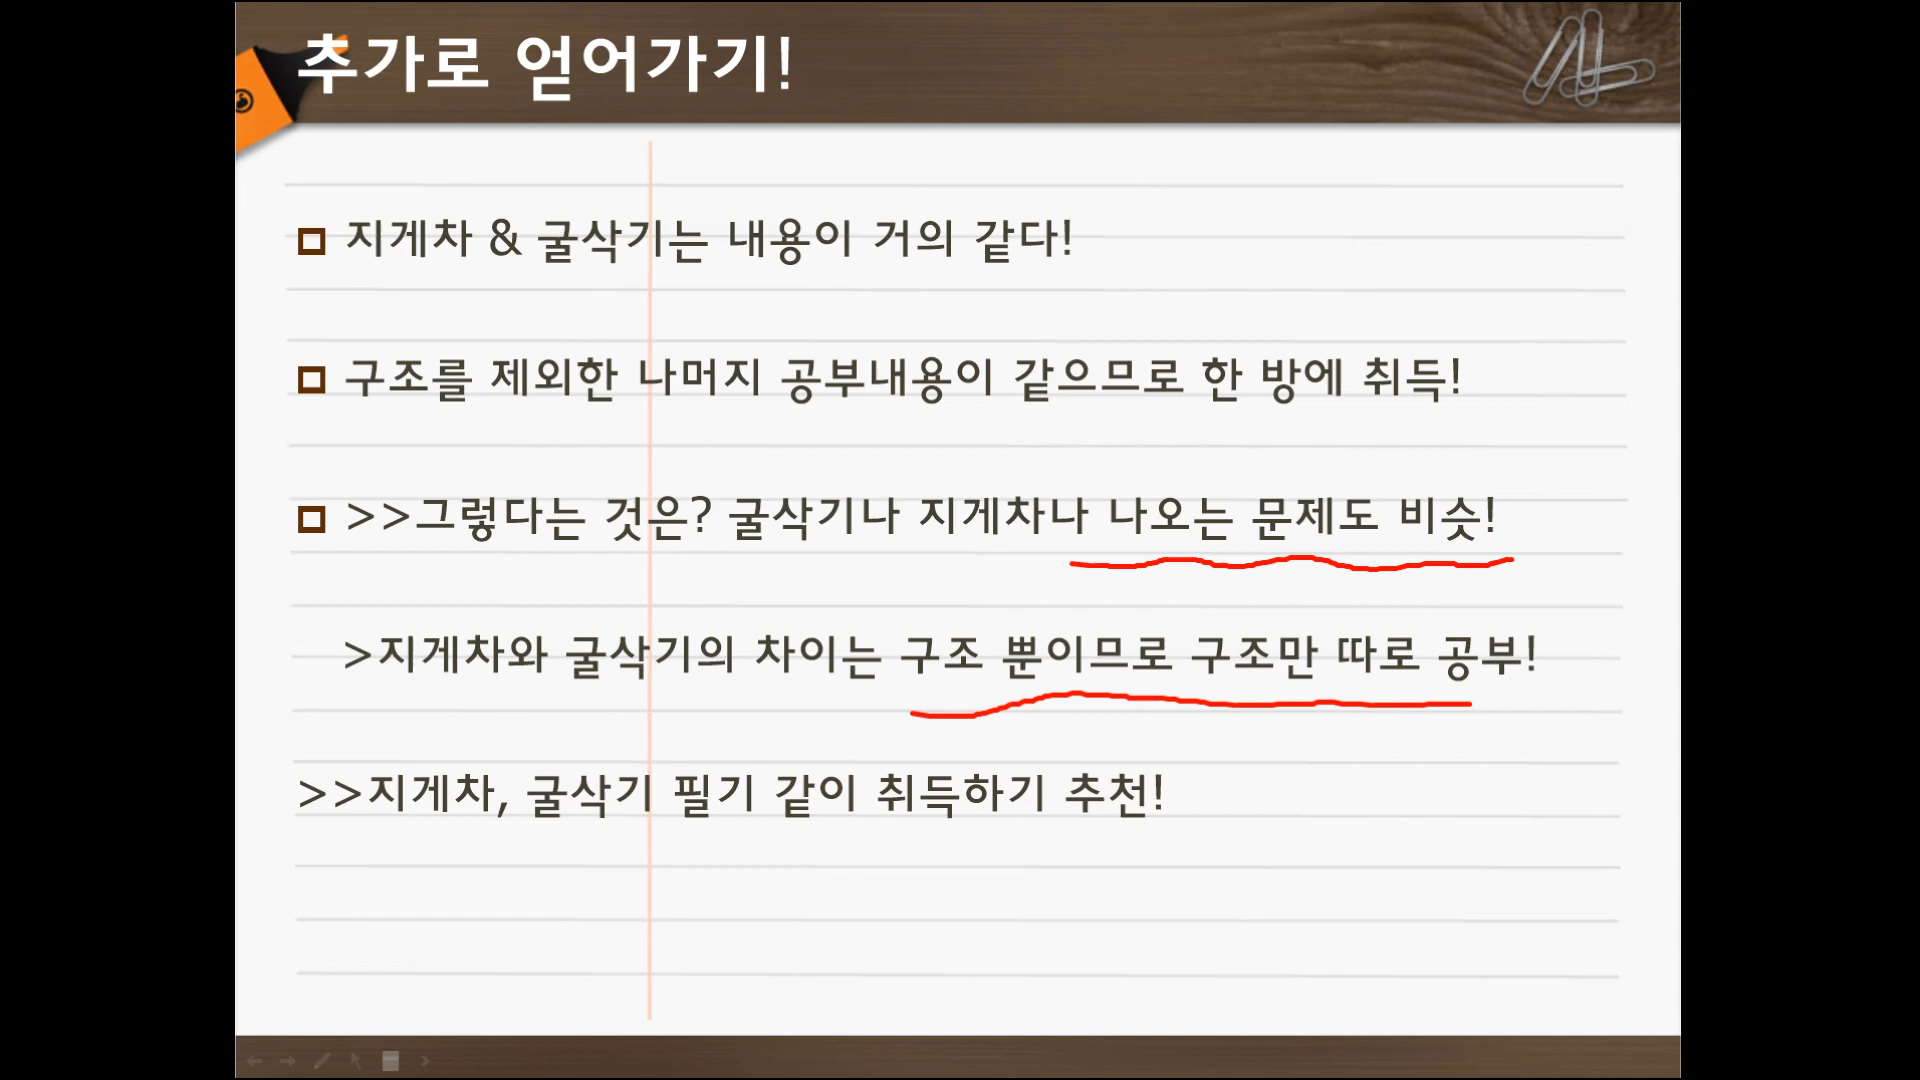 추가로 얻어가기!
지게차 & 굴삭기는 내용이 거의 같다!
구조를 제외한 나머지 공부내용이 같으므로 한 방에 취득!
>>그렇다는 것은? 굴삭기나 지게차나 나오는 문제도 비슷!
>지게차와 굴삭기의 차이는 구조 뿐이므로 구조만 따로 공부!
>>지게차, 굴삭기 필기 같이 취득하기 추천!